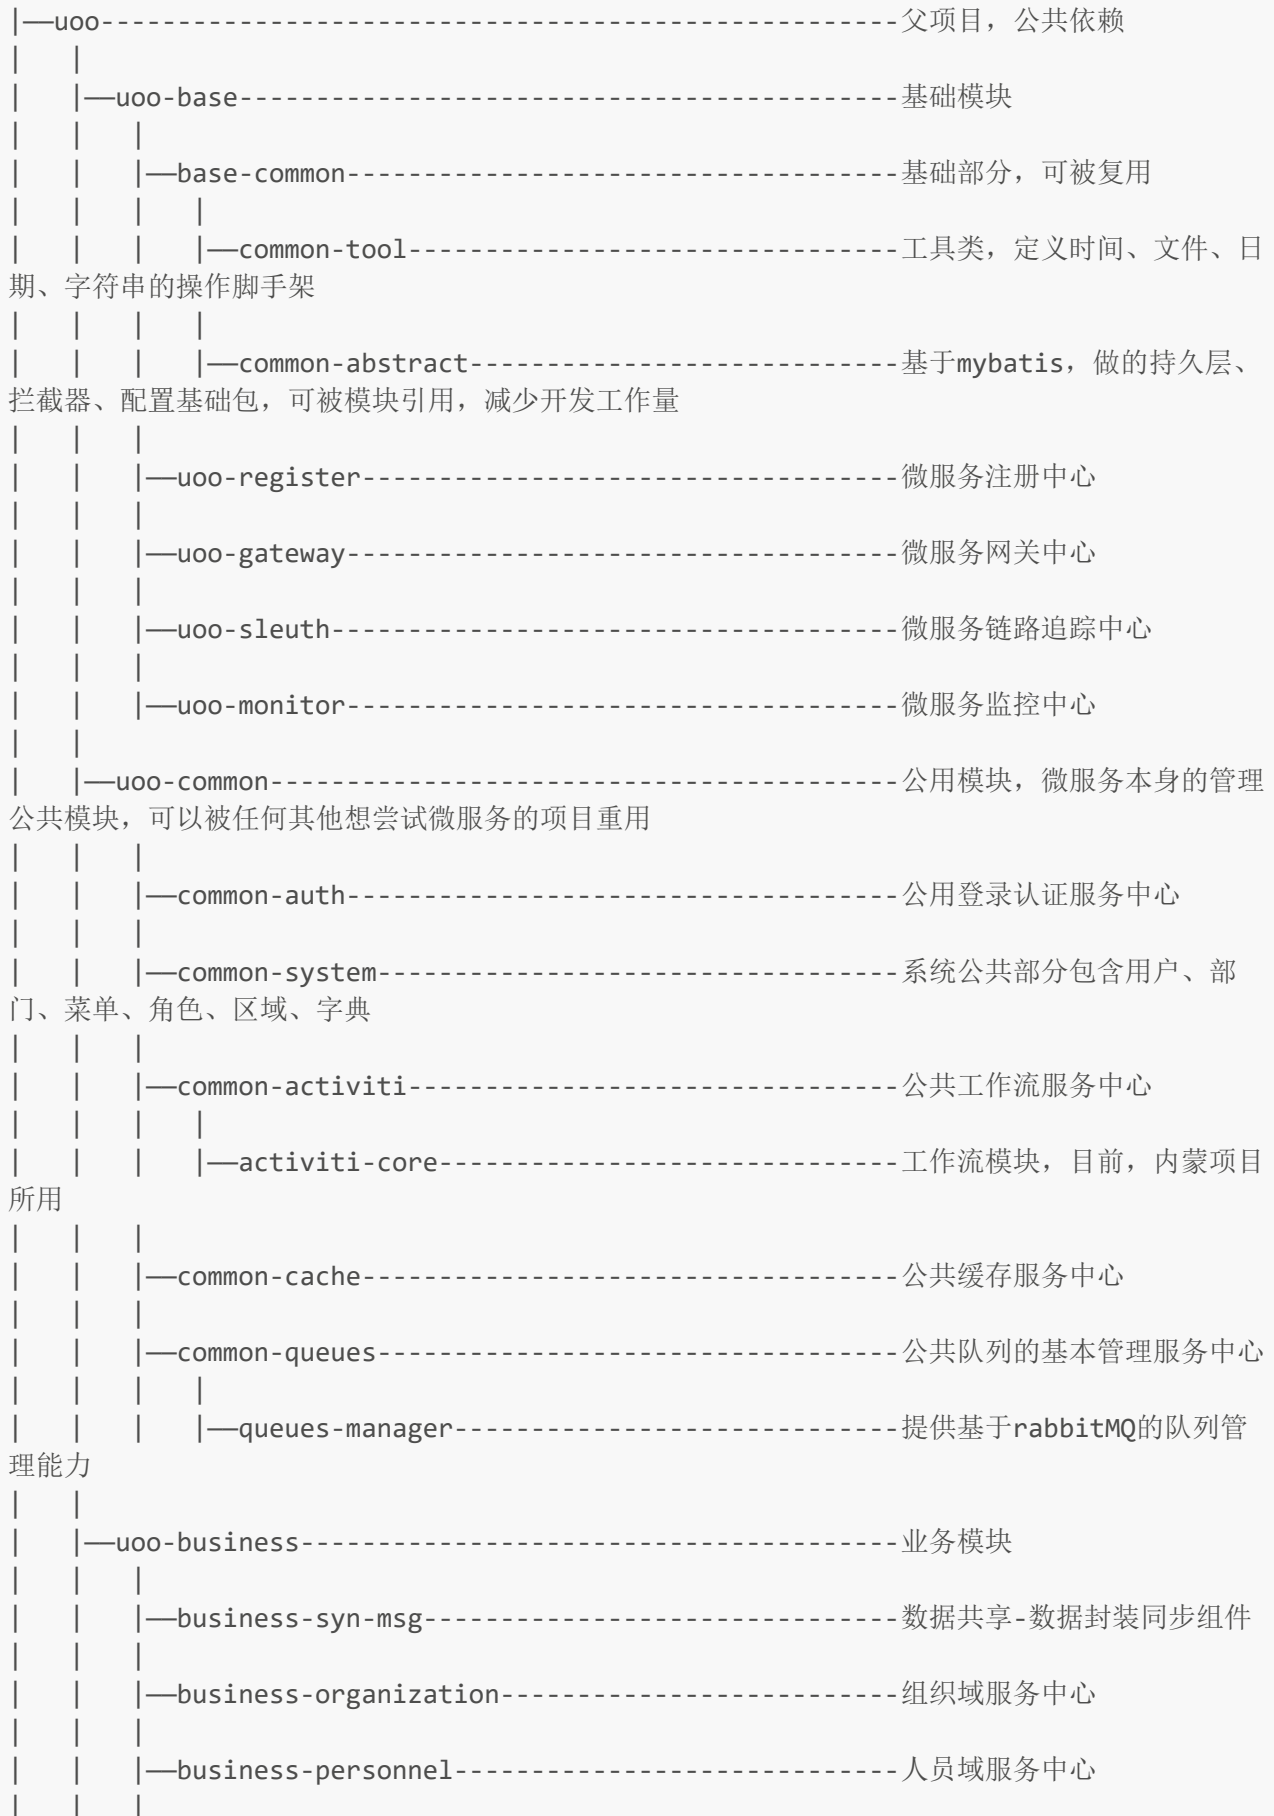 |——uoo----------------------------------------------------父项目，公共依赖
|   |
|   |——uoo-base-------------------------------------------基础模块
|   |   |
|   |   |——base-common------------------------------------基础部分，可被复用
|   |   |   |
|   |   |   |——common-tool--------------------------------工具类，定义时间、文件、日
期、字符串的操作脚手架
|   |   |   |
|   |   |   |——common-abstract----------------------------基于mybatis，做的持久层、
拦截器、配置基础包，可被模块引用，减少开发工作量
|   |   |
|   |   |——uoo-register-----------------------------------微服务注册中心
|   |   |
|   |   |——uoo-gateway------------------------------------微服务网关中心
|   |   |
|   |   |——uoo-sleuth-------------------------------------微服务链路追踪中心
|   |   |
|   |   |——uoo-monitor------------------------------------微服务监控中心
|   |
|   |——uoo-common-----------------------------------------公用模块，微服务本身的管理
公共模块，可以被任何其他想尝试微服务的项目重用
|   |   |
|   |   |——common-auth------------------------------------公用登录认证服务中心
|   |   |
|   |   |——common-system----------------------------------系统公共部分包含用户、部
门、菜单、角色、区域、字典
|   |   |
|   |   |——common-activiti--------------------------------公共工作流服务中心
|   |   |   |
|   |   |   |——activiti-core------------------------------工作流模块，目前，内蒙项目
所用
|   |   |
|   |   |——common-cache-----------------------------------公共缓存服务中心
|   |   |
|   |   |——common-queues----------------------------------公共队列的基本管理服务中心
|   |   |   |
|   |   |   |——queues-manager-----------------------------提供基于rabbitMQ的队列管
理能力
|   |
|   |——uoo-business---------------------------------------业务模块
|   |   |
|   |   |——business-syn-msg-------------------------------数据共享-数据封装同步组件
|   |   |
|   |   |——business-organization--------------------------组织域服务中心
|   |   |
|   |   |——business-personnel-----------------------------人员域服务中心
|   |   |